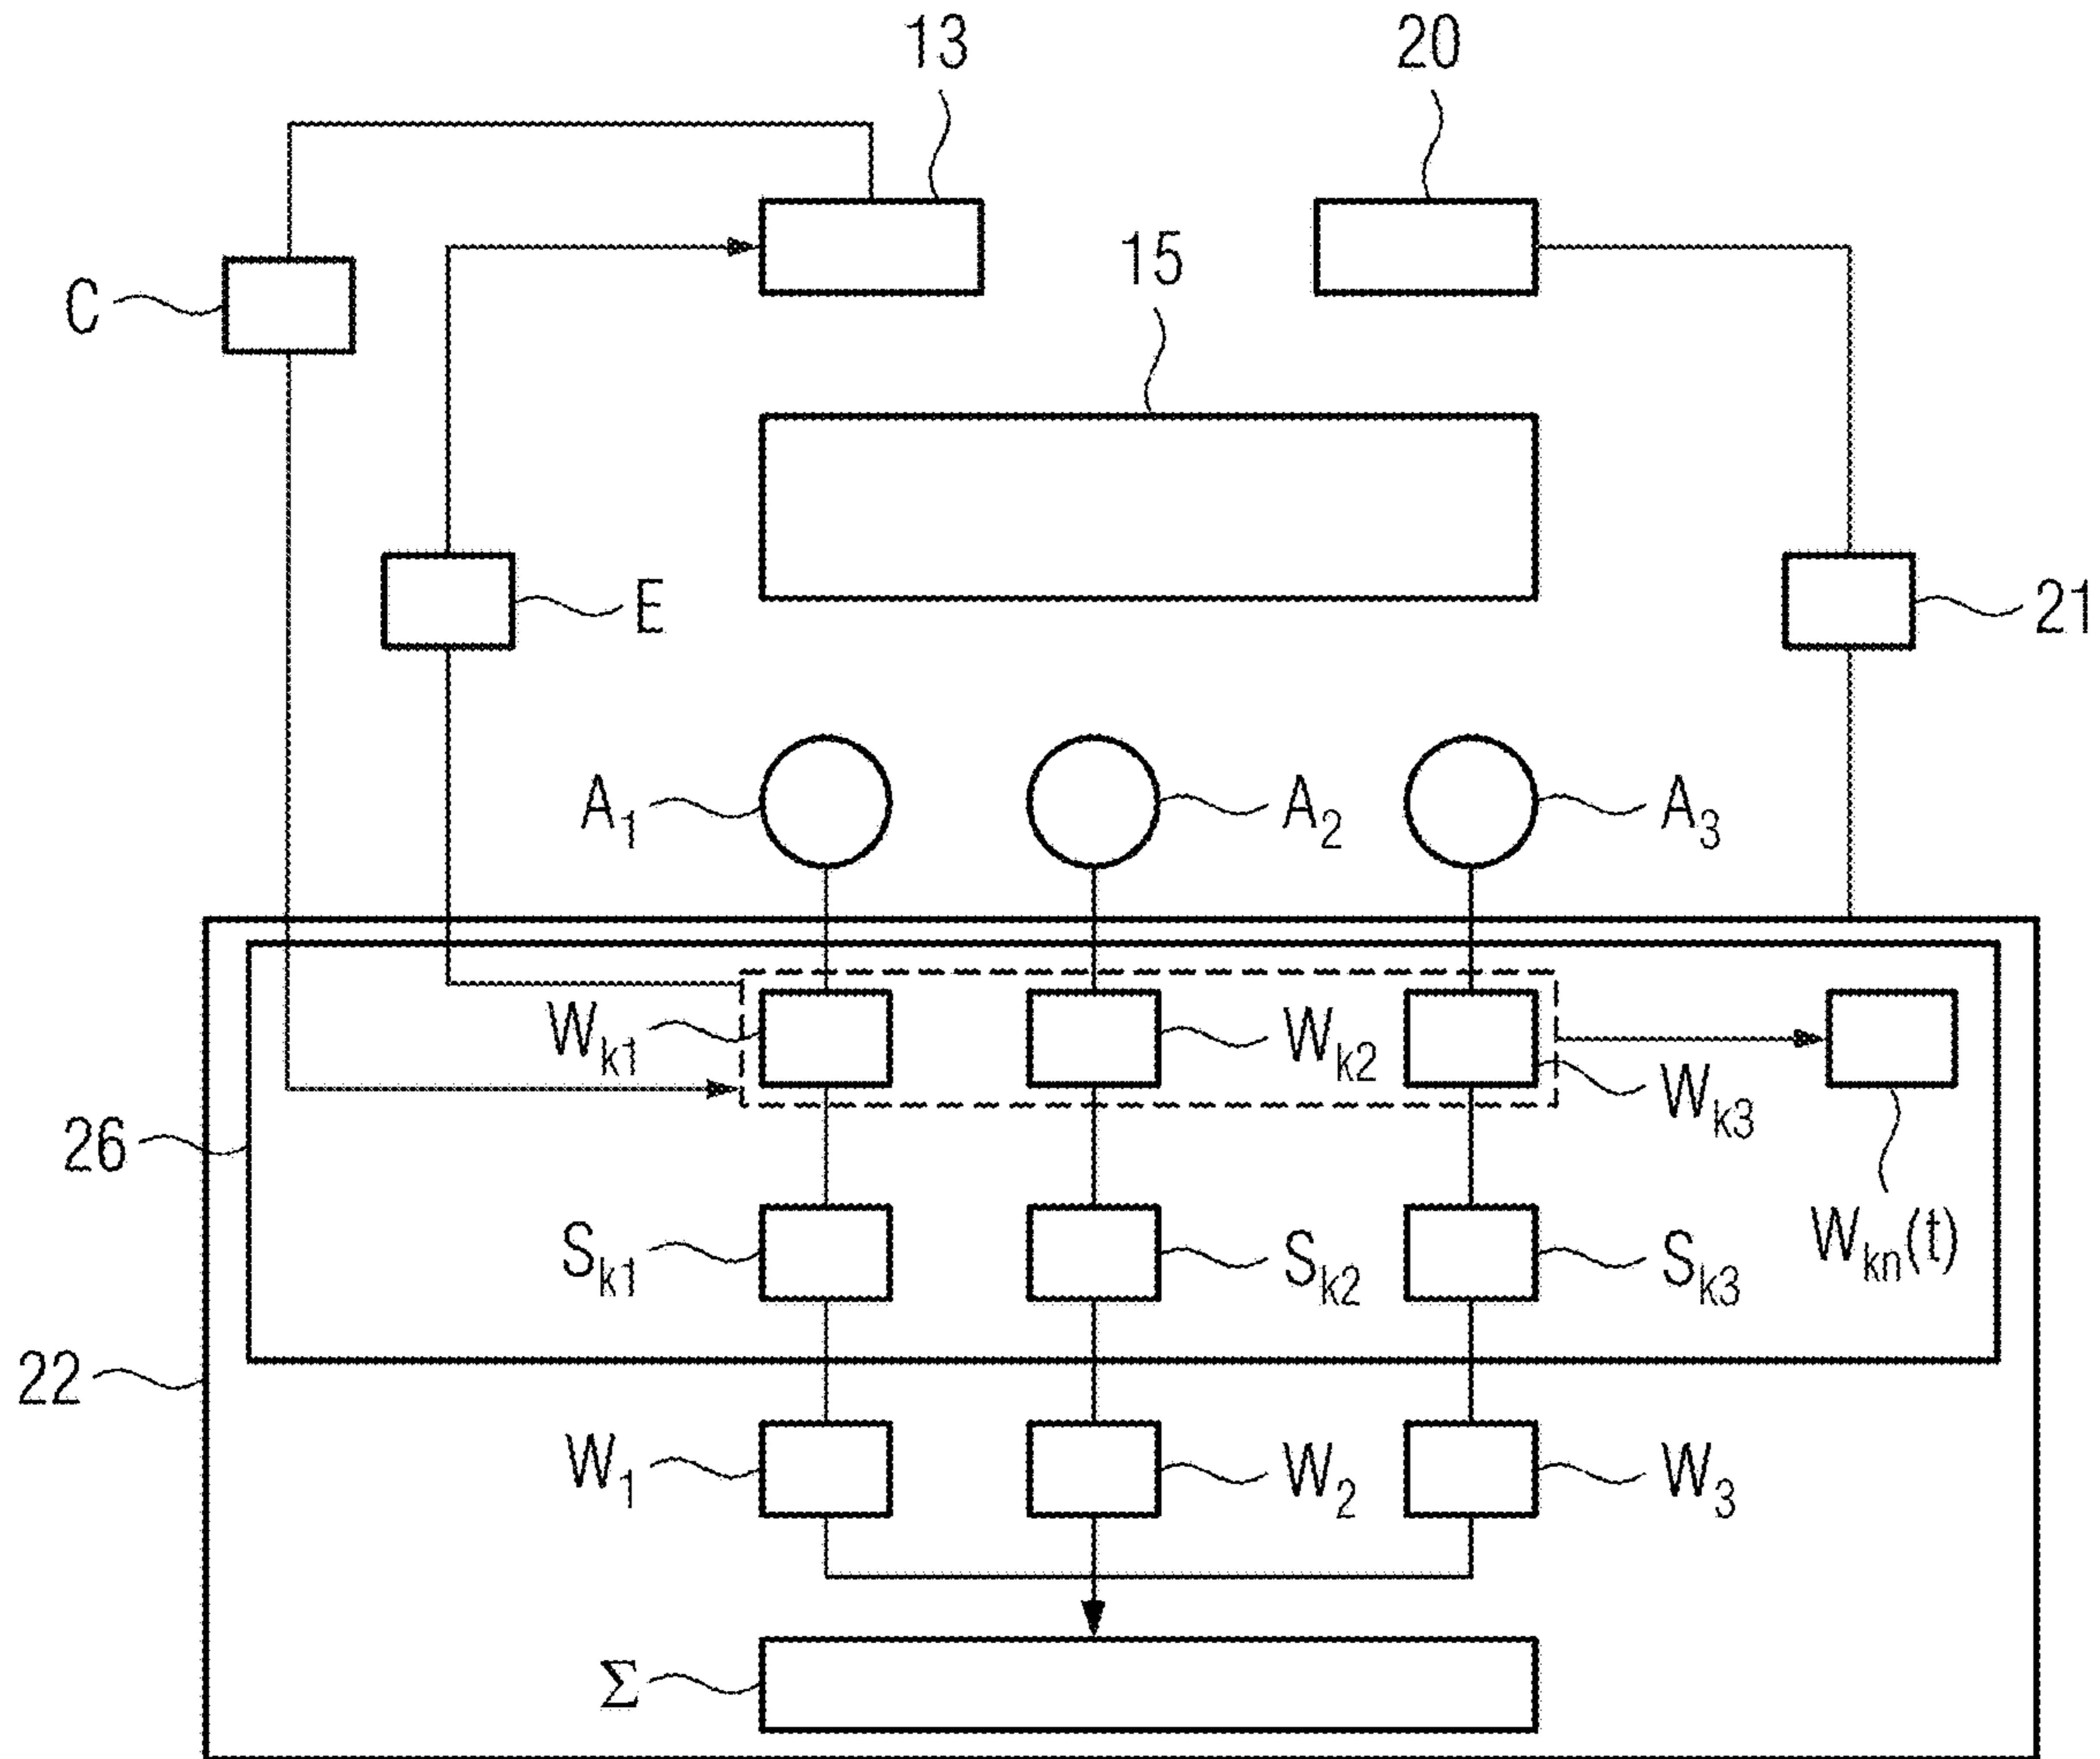 13 20
15
C
E 21
A1 A2 A3
Wk1 Wk2 Wk3
26
Sk1 Sk2 Sk3 Wkn(t)
22
W1 W2 W3
Σ